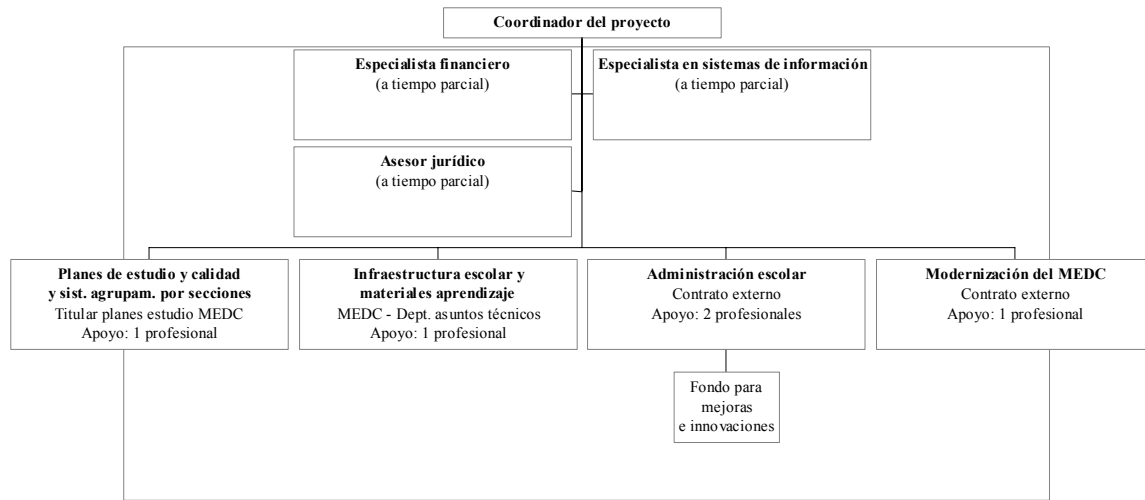 Coordinador del proyecto
Especialista financiero
(a tiempo parcial)
Especialista en sistemas de información
(a tiempo parcial)
Asesor jurídico
(a tiempo parcial)
Planes de estudio y calidad
y sist. agrupam. por secciones
Titular planes estudio MEDC
Apoyo: 1 profesional
Infraestructura escolar y
materiales aprendizaje
MEDC - Dept. asuntos técnicos
Apoyo: 1 profesional
Administración escolar
Contrato externo
Apoyo: 2 profesionales
Modernización del MEDC
Contrato externo
Apoyo: 1 profesional
Fondo para
mejoras
e innovaciones